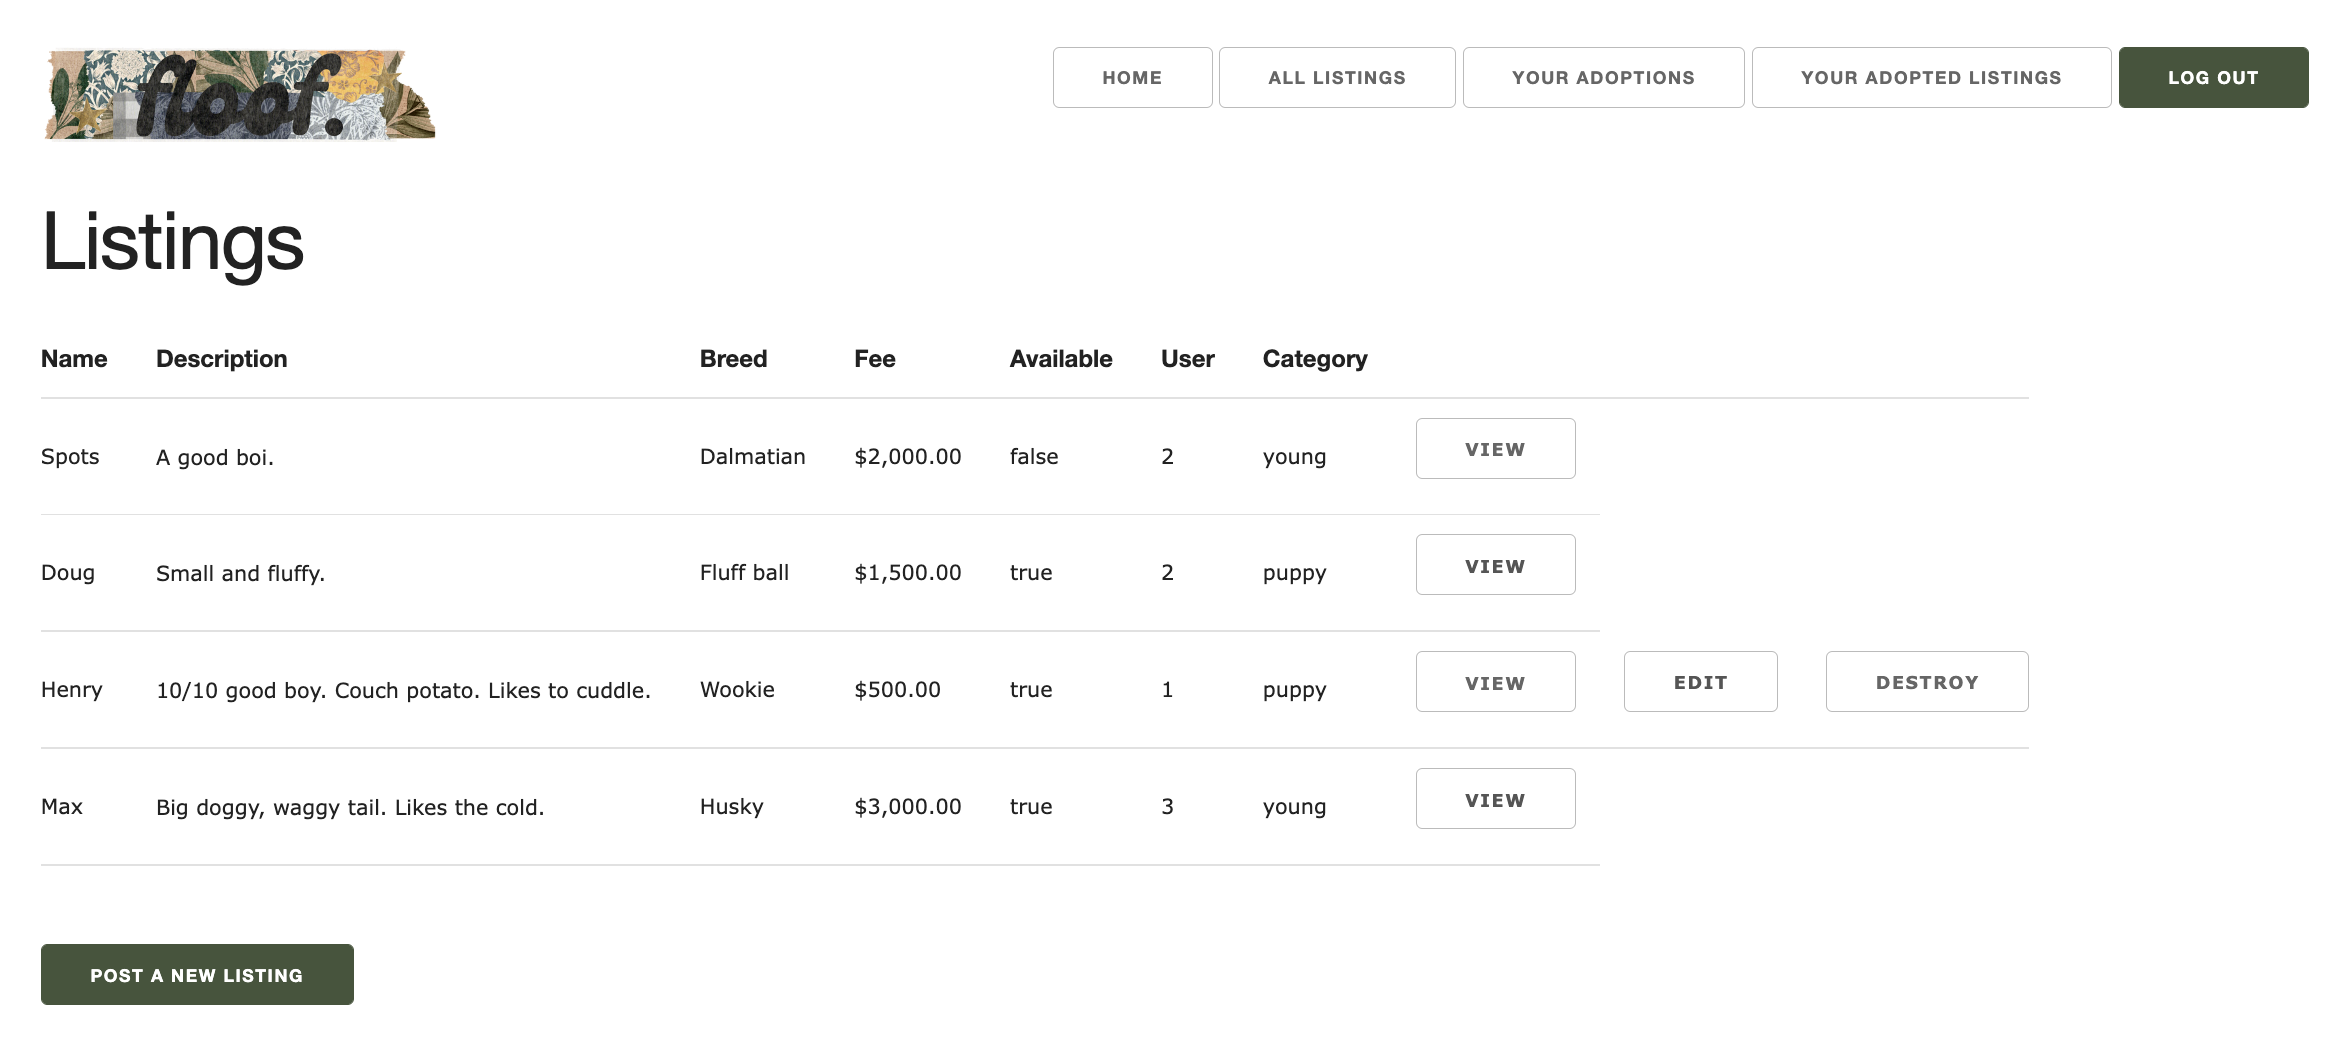 floof.
HOME ALL LISTINGS YOUR ADOPTIONS YOUR ADOPTED LISTINGS LOG OUT
Listings
Name Description Breed Fee Available User Category
Spots A good boi. Dalmatian $2,000.00 false 2 young VIEW
Doug Small and fluffy. Fluff ball $1,500.00 true 2 puppy VIEW
Henry 10/10 good boy. Couch potato. Likes to cuddle. Wookie $500.00 true 1 puppy VIEW EDIT DESTROY
Max Big doggy, waggy tail. Likes the cold. Husky $3,000.00 true 3 young VIEW
POST A NEW LISTING